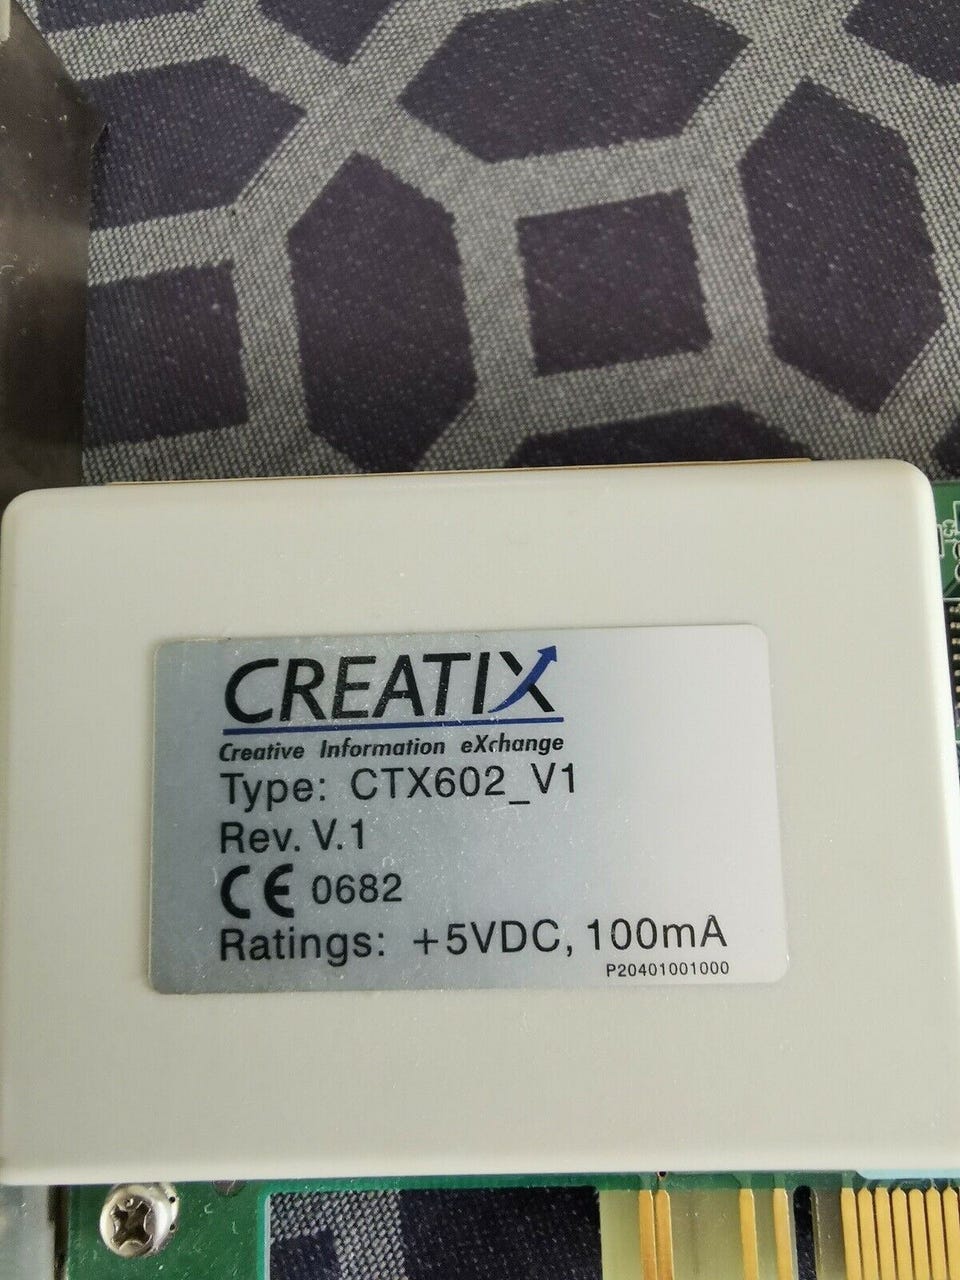 CREATIX
Creative Information eXchange
Type: CTX602_V1
Rev. V.1
CE 0682
Ratings: +5VDC, 100mA
P20401001000